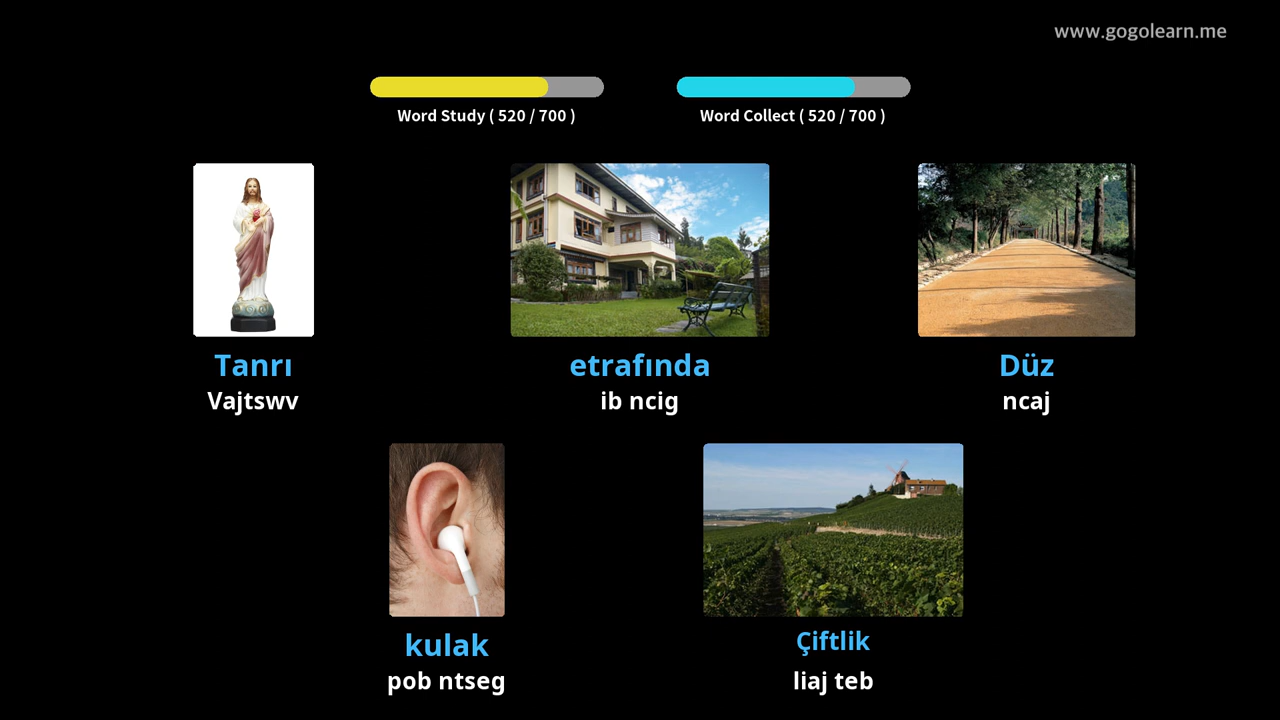 www.gogolearn.me
Word Study ( 520 / 700 )
Word Collect ( 520 / 700 )
Tanrı
Vajtswv
etrafında
ib ncig
Düz
ncaj
kulak
pob ntseg
Çiftlik
liaj teb